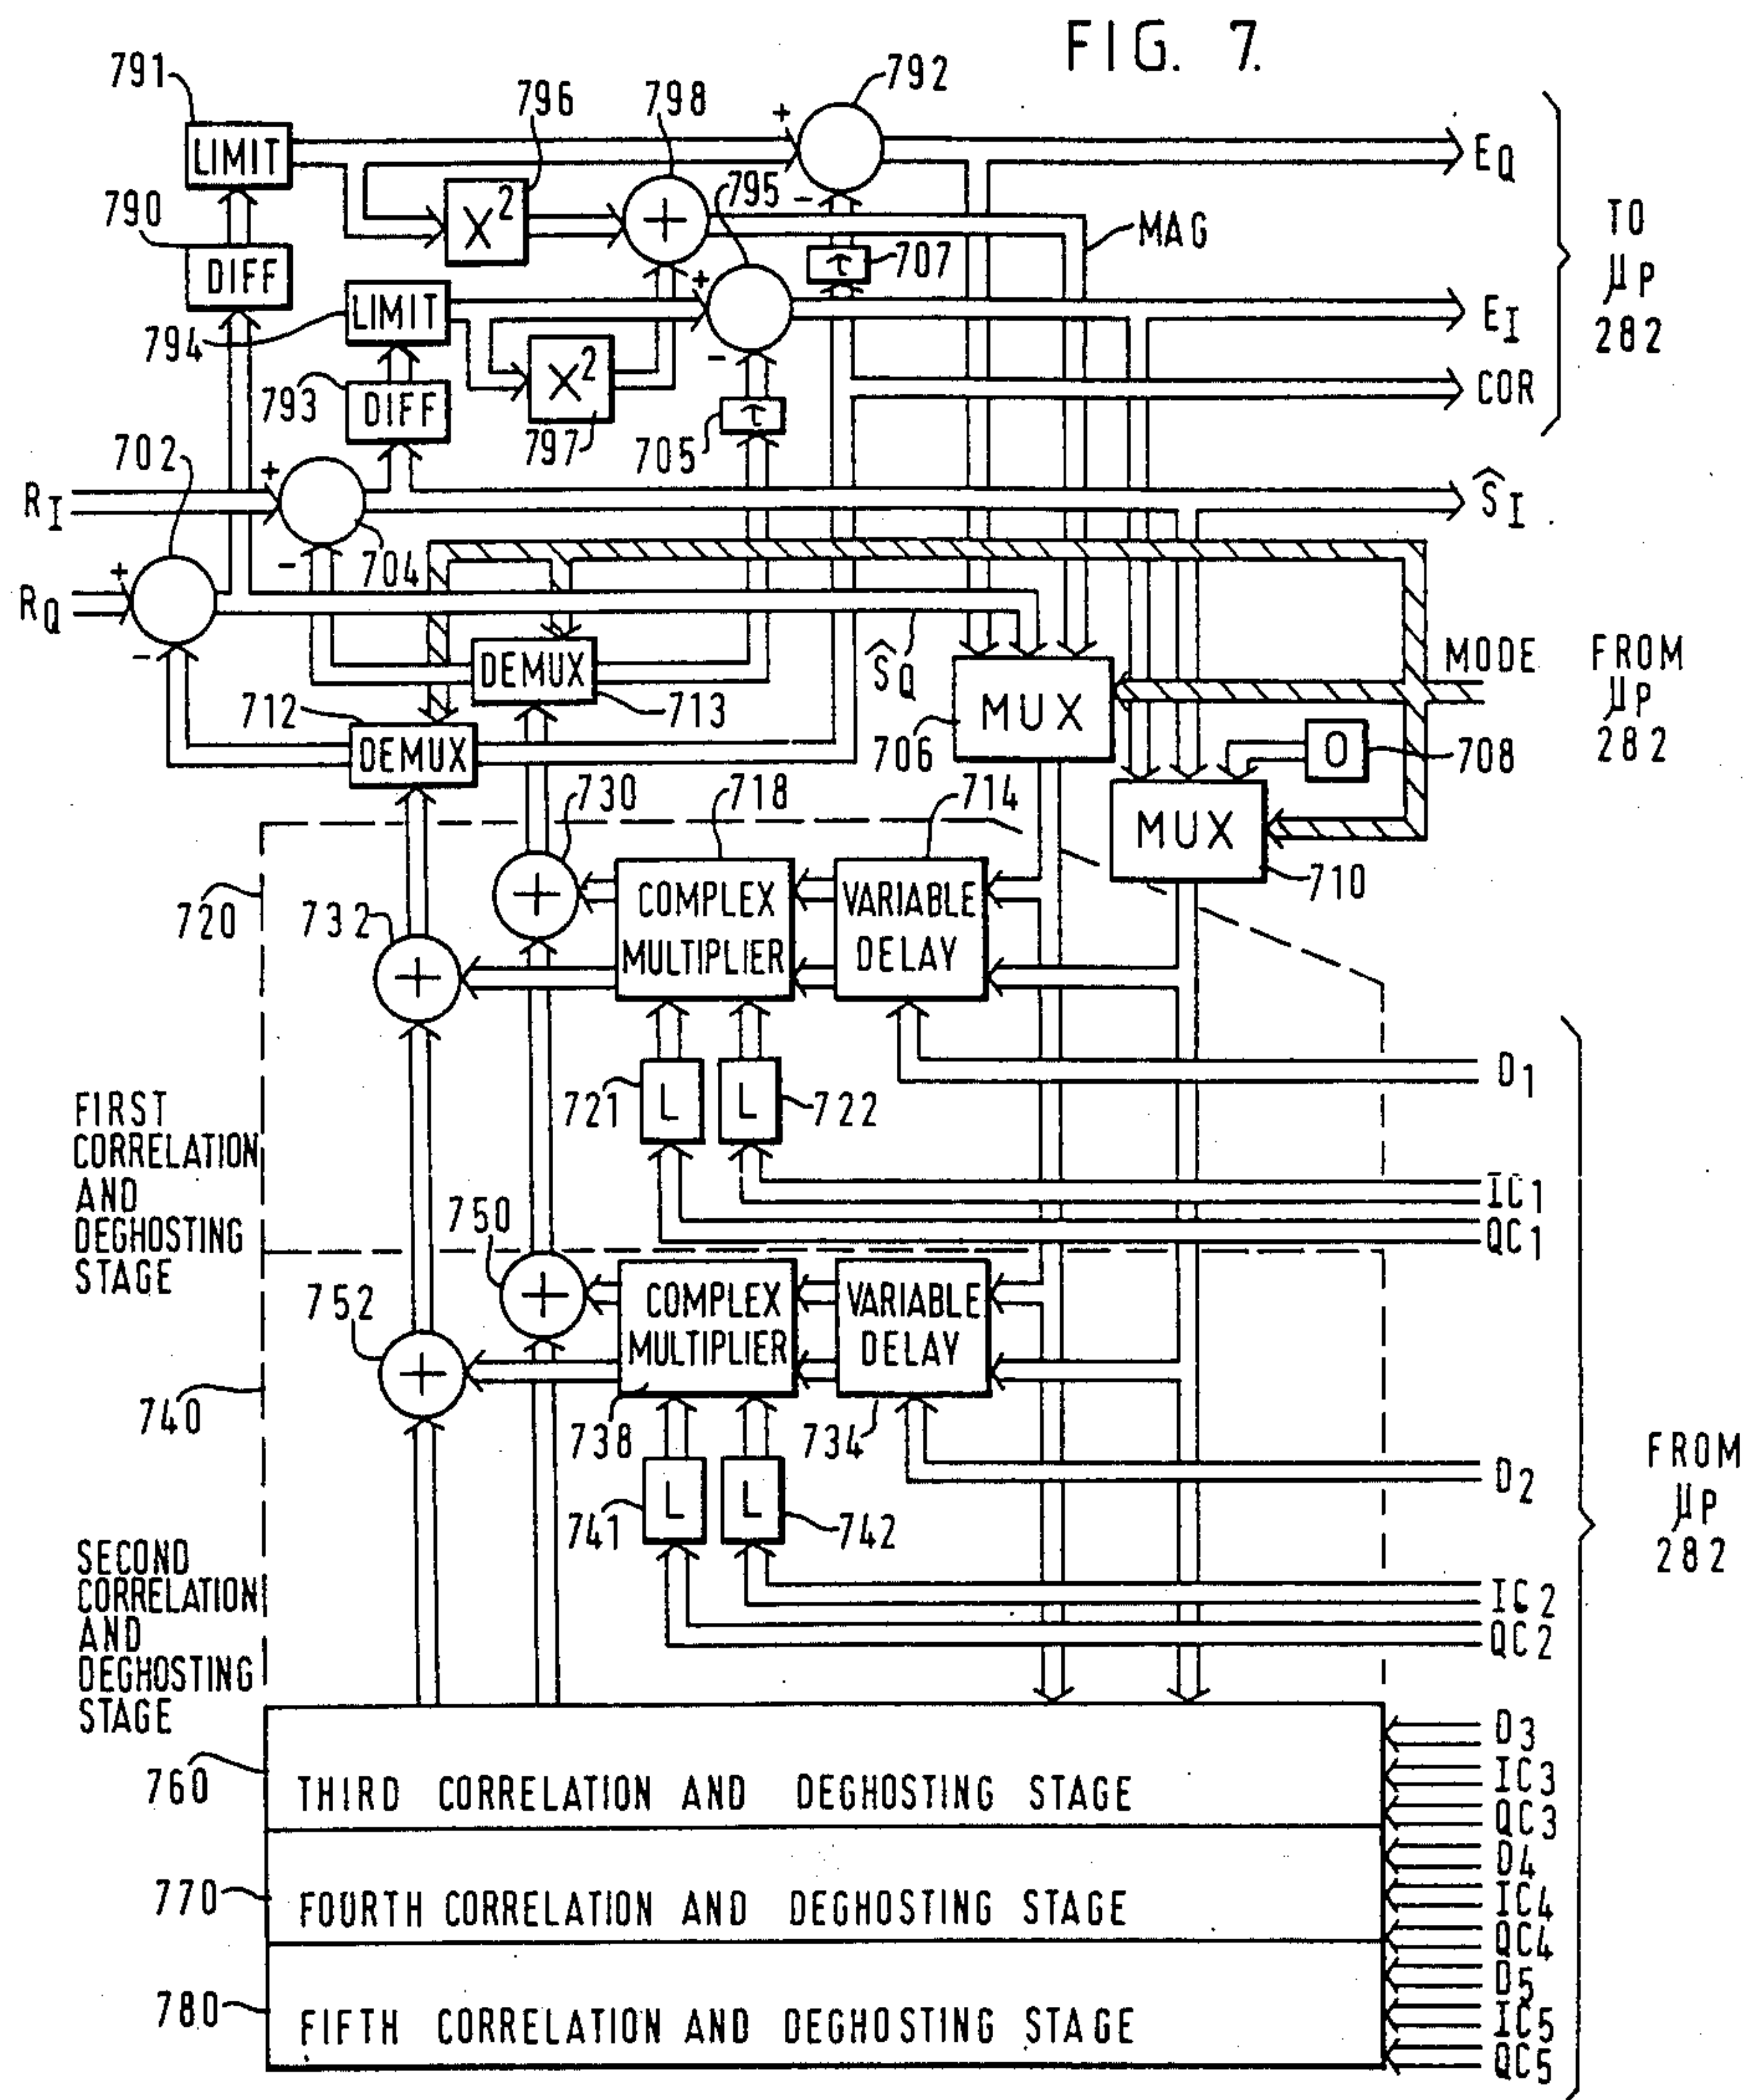 FIG. 7.
791
796
798
792
LIMIT
+
EQ
790
X2
+
795
-
MAG
TO
μP
282
DIFF
τ
707
LIMIT
+
EI
794
X2
-
793
DIFF
797
τ
705
COR
702
RI
+
ŜI
-
704
RQ
+
-
DEMUX
713
ŜQ
MUX
706
MODE
FROM
μP
282
712
DEMUX
0
708
730
718
714
MUX
710
720
732
+
COMPLEX
MULTIPLIER
VARIABLE
DELAY
+
721
L
L
722
D1
FIRST
CORRELATION
AND
DEGHOSTING
STAGE
IC1
QC1
750
752
+
COMPLEX
MULTIPLIER
VARIABLE
DELAY
+
740
738
734
FROM
μP
282
D2
741
L
L
742
SECOND
CORRELATION
AND
DEGHOSTING
STAGE
IC2
QC2
760
THIRD CORRELATION AND DEGHOSTING STAGE
D3
IC3
QC3
770
FOURTH CORRELATION AND DEGHOSTING STAGE
D4
IC4
QC4
780
FIFTH CORRELATION AND DEGHOSTING STAGE
D5
IC5
QC5